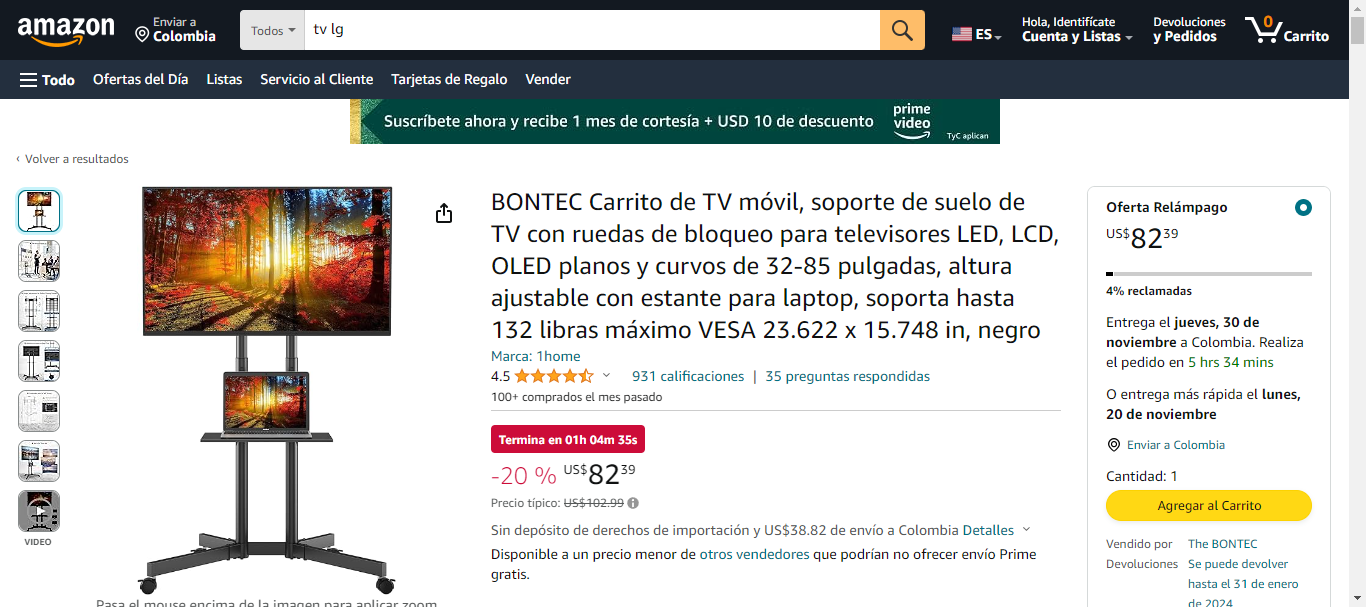 amazon
Enviar a
Colombia
Todos
tv lg
ES
Hola, Identifícate
Cuenta y Listas
Devoluciones
y Pedidos
0
Carrito
Todo
Ofertas del Día
Listas
Servicio al Cliente
Tarjetas de Regalo
Vender
Suscríbete ahora y recibe 1 mes de cortesía + USD 10 de descuento
prime
video
TyC aplican
‹ Volver a resultados
VIDEO
Pasa el mouse encima de la imagen para aplicar zoom
BONTEC Carrito de TV móvil, soporte de suelo de
TV con ruedas de bloqueo para televisores LED, LCD,
OLED planos y curvos de 32-85 pulgadas, altura
ajustable con estante para laptop, soporta hasta
132 libras máximo VESA 23.622 x 15.748 in, negro
Marca: 1home
4.5
931 calificaciones | 35 preguntas respondidas
100+ comprados el mes pasado
Termina en 01h 04m 35s
-20 % US$82 39
Precio típico: US$102.99
Sin depósito de derechos de importación y US$38.82 de envío a Colombia Detalles
Disponible a un precio menor de otros vendedores que podrían no ofrecer envío Prime
gratis.
Oferta Relámpago
US$82 39
4% reclamadas
Entrega el jueves, 30 de
noviembre a Colombia. Realiza
el pedido en 5 hrs 34 mins
O entrega más rápida el lunes,
20 de noviembre
Enviar a Colombia
Cantidad: 1
Agregar al Carrito
Vendido por The BONTEC
Devoluciones Se puede devolver
hasta el 31 de enero
de 2024